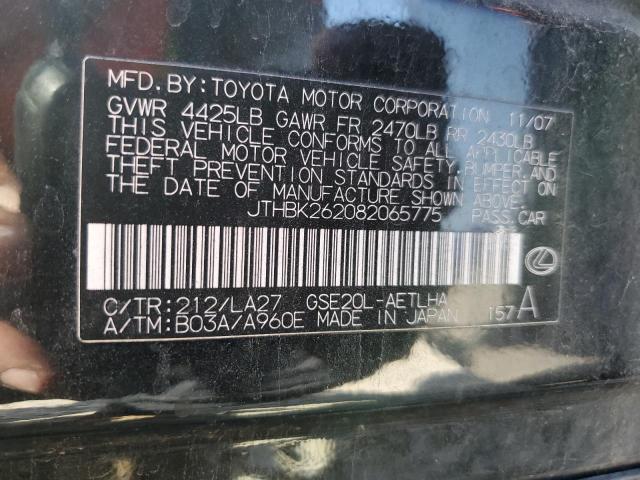 MFD. BY: TOYOTA MOTOR CORPORATION 11/07
GVWR 4425LB GAWR FR 2470LB RR 2430LB
THIS VEHICLE CONFORMS TO ALL APPLICABLE
FEDERAL MOTOR VEHICLE SAFETY, BUMPER, AND
THEFT PREVENTION STANDARDS IN EFFECT ON
THE DATE OF MANUFACTURE SHOWN ABOVE.
JTHBK262082065775 PASS. CAR
C/TR: 212/LA27 GSE20L-AETLHA
A/TM: B03A/A960E MADE IN JAPAN 157A